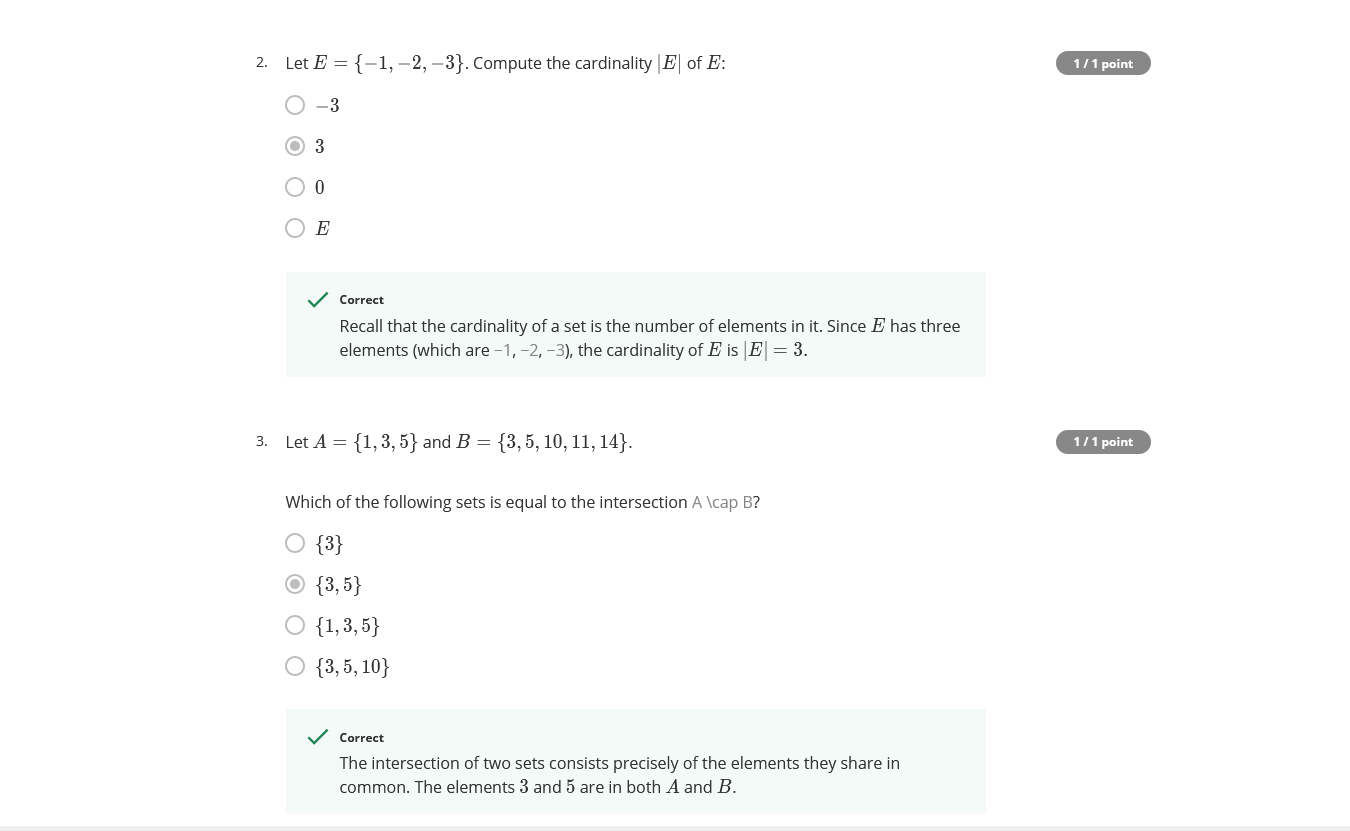 2. Let E = {−1, −2, −3}. Compute the cardinality |E| of E: 1 / 1 point
−3
3
0
E
Correct
Recall that the cardinality of a set is the number of elements in it. Since E has three
elements (which are −1, −2, −3), the cardinality of E is |E| = 3.
3. Let A = {1, 3, 5} and B = {3, 5, 10, 11, 14}. 1 / 1 point
Which of the following sets is equal to the intersection A \cap B?
{3}
{3, 5}
{1, 3, 5}
{3, 5, 10}
Correct
The intersection of two sets consists precisely of the elements they share in
common. The elements 3 and 5 are in both A and B.